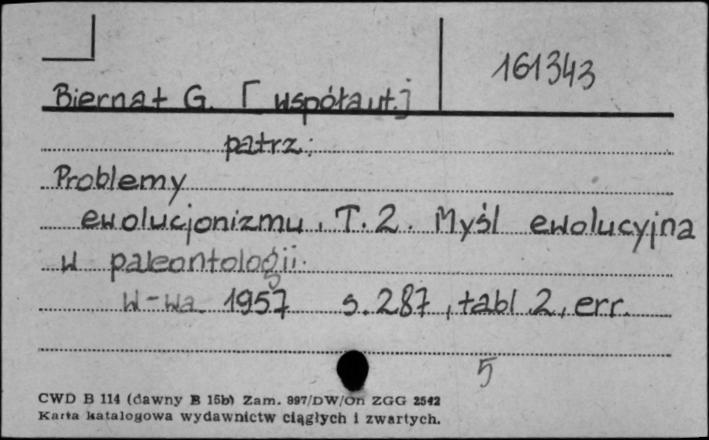 161343
Biernat G. [współaut.]
patrz:
Problemy
ewolucjonizmu. T.2. Myśl ewolucyjna
w paleontologii.
W-wa 1957 s.287, tabl.2, err.
5
CWD B 114 (dawny B 15b) Zam. 897/DW/On ZGG 2542
Karta katalogowa wydawnictw ciągłych i zwartych.